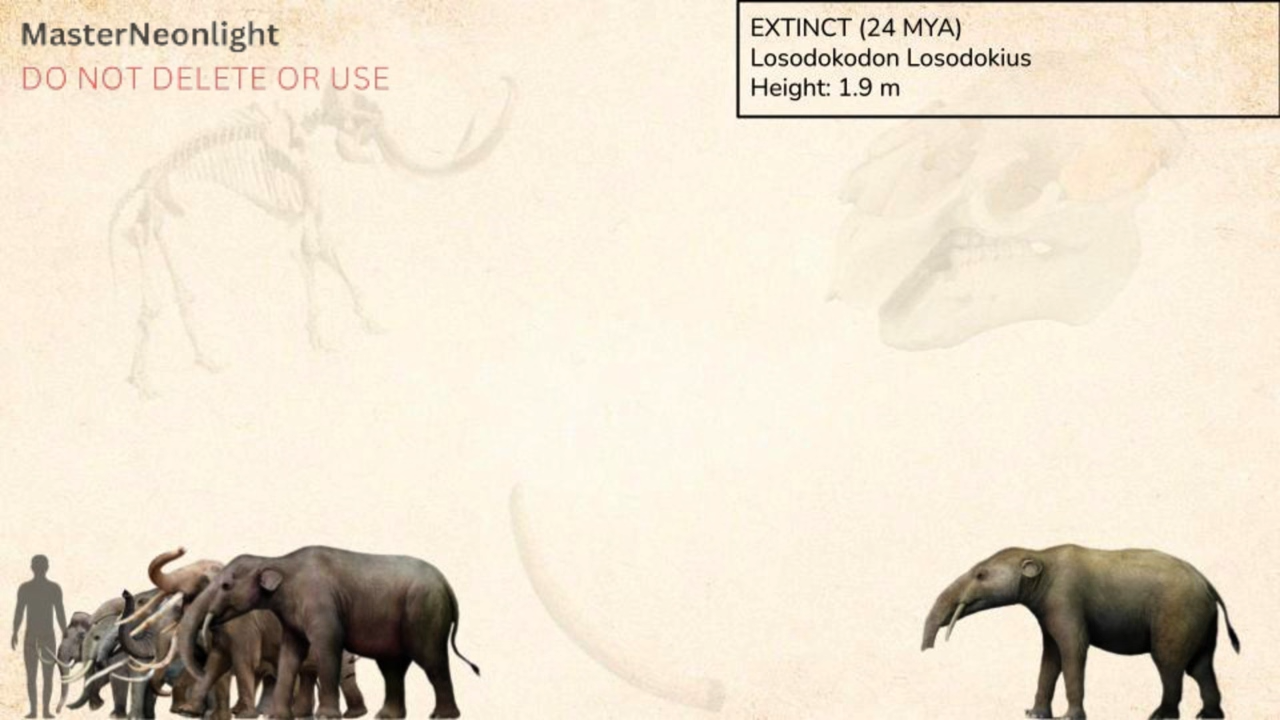 MasterNeonlight
DO NOT DELETE OR USE
EXTINCT (24 MYA)
Losodokodon Losodokius
Height: 1.9 m